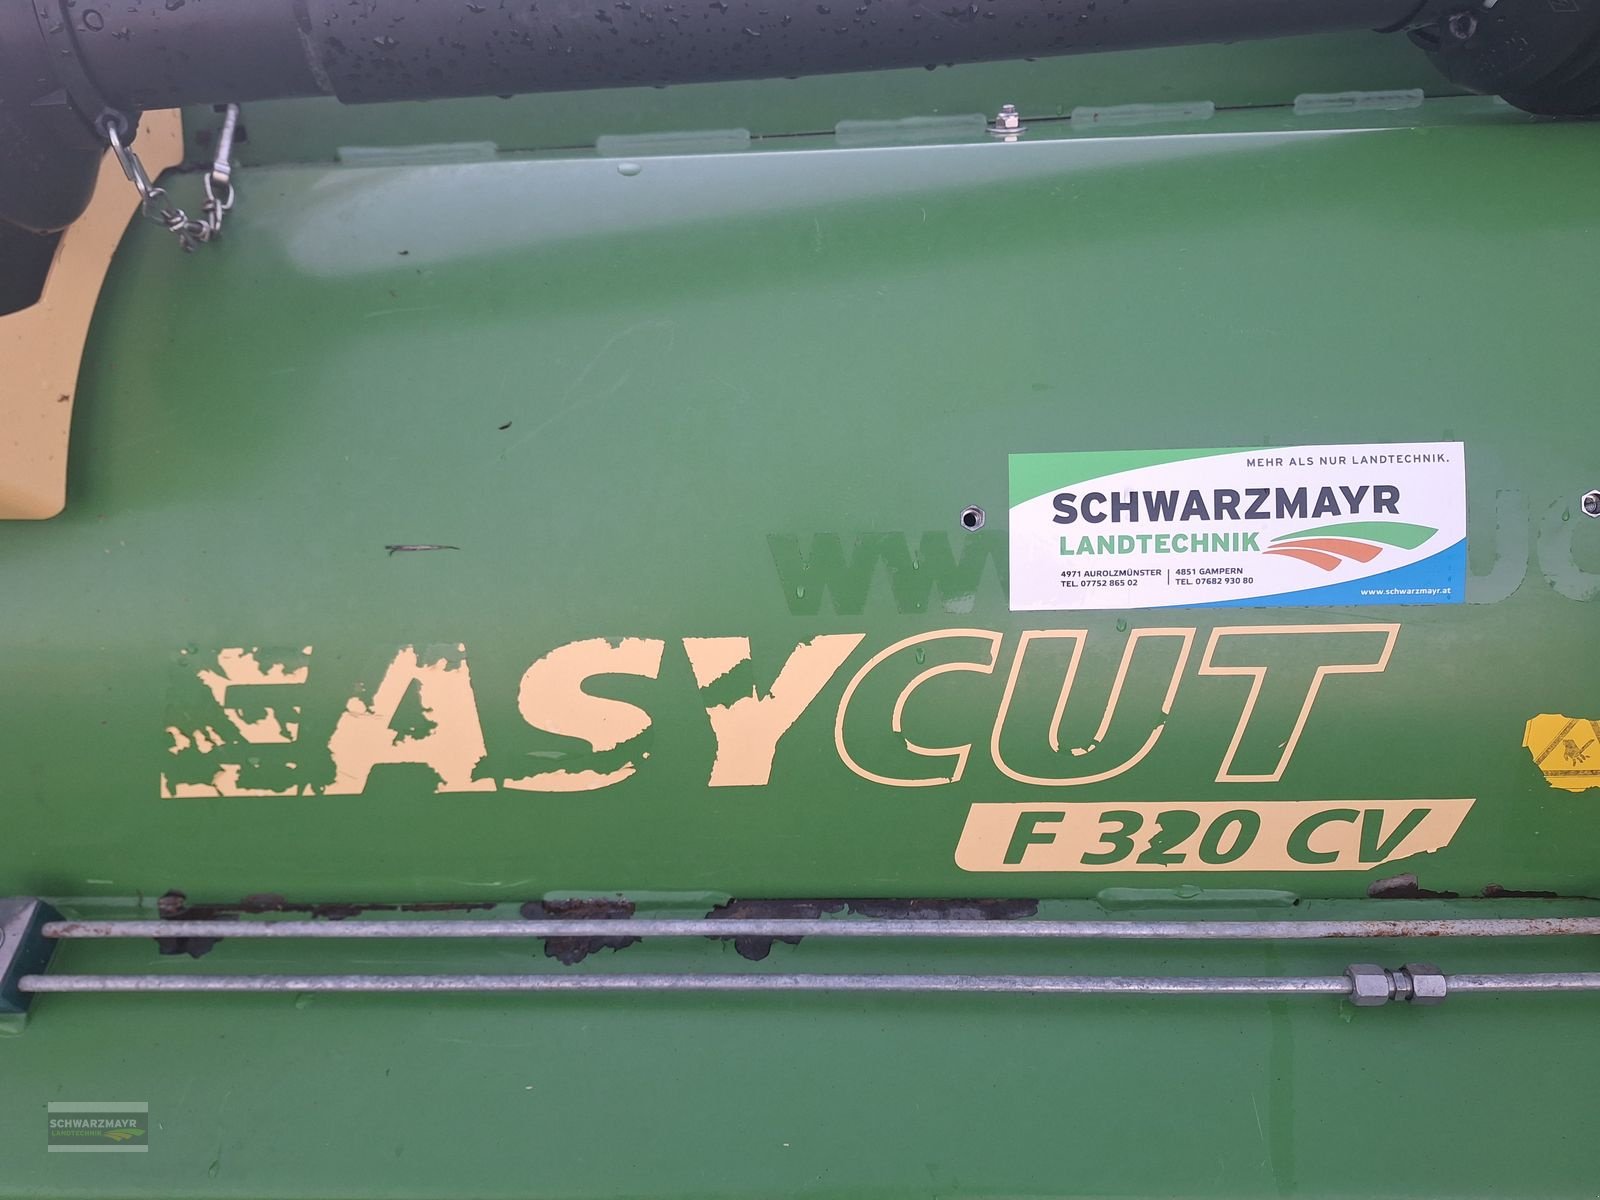 MEHR ALS NUR LANDTECHNIK.
SCHWARZMAYR
LANDTECHNIK
4971 AUROLZMÜNSTER | 4851 GAMPERN
TEL. 07752 865 02 | TEL. 07682 930 80
www.schwarzmayr.at
www.
EASYCUT
F 320 CV
SCHWARZMAYR
LANDTECHNIK